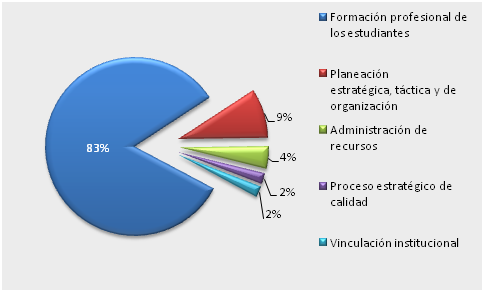 83%
9%
4%
2%
2%
Formación profesional de
los estudiantes
Planeación
estratégica, táctica y de
organización
Administración de
recursos
Proceso estratégico de
calidad
Vinculación institucional